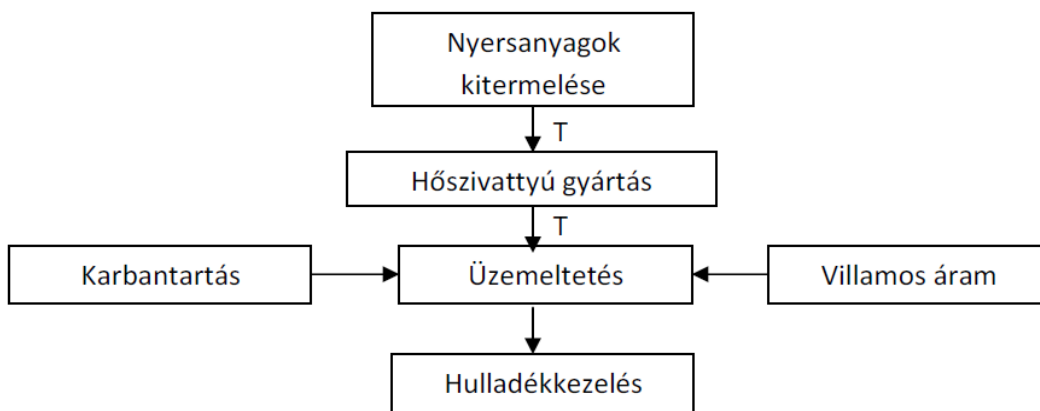 Nyersanyagok
kitermelése
T
Hőszivattyú gyártás
T
Karbantartás
Üzemeltetés
Villamos áram
Hulladékkezelés